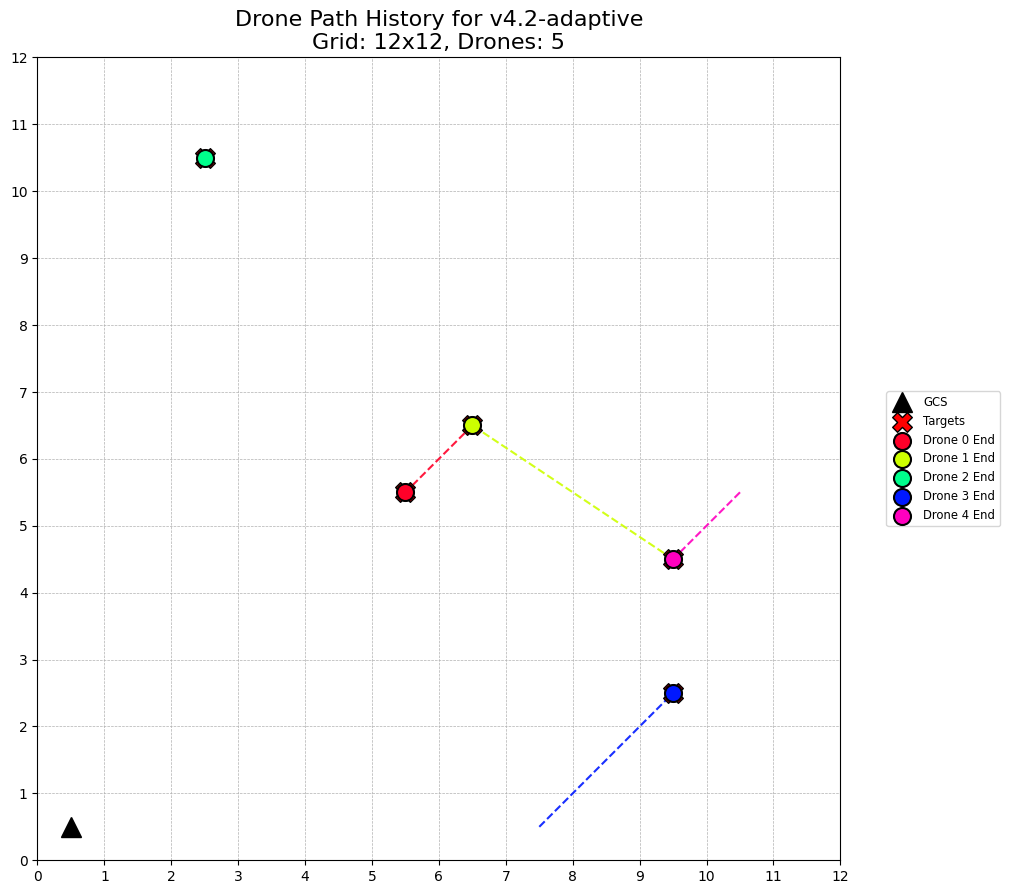 Drone Path History for v4.2-adaptive
Grid: 12x12, Drones: 5
12
11
10
9
8
7
6
5
4
3
2
1
0
0 1 2 3 4 5 6 7 8 9 10 11 12
GCS
Targets
Drone 0 End
Drone 1 End
Drone 2 End
Drone 3 End
Drone 4 End